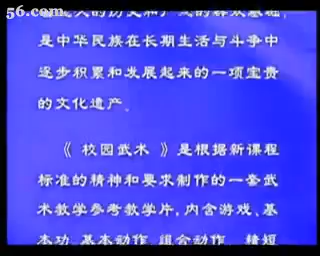 56.com
是中华民族在长期生活与斗争中
逐步积累和发展起来的一项宝贵
的文化遗产。
《校园武术》是根据新课程
标准的精神和要求制作的一套武
术教学参考教学片，内含游戏、基
本功、基本动作、组合动作、精短